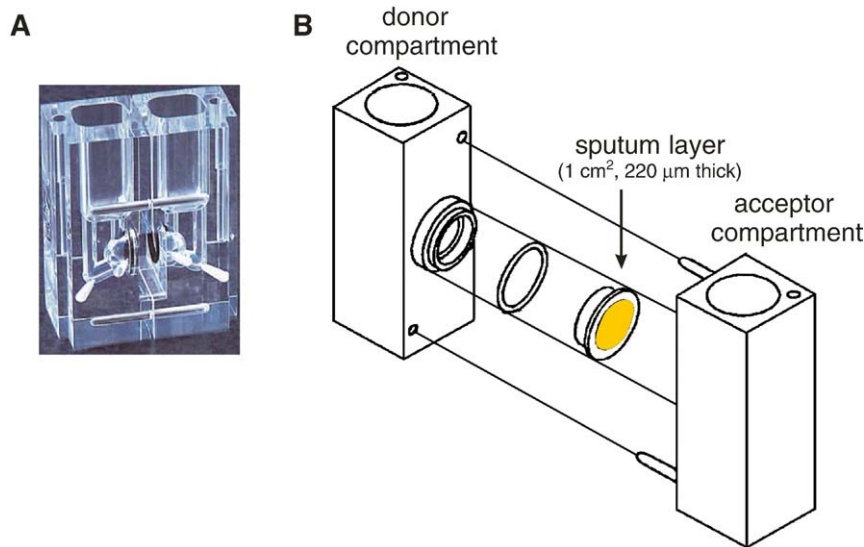 A
B
donor
compartment
sputum layer
(1 cm², 220 μm thick)
acceptor
compartment